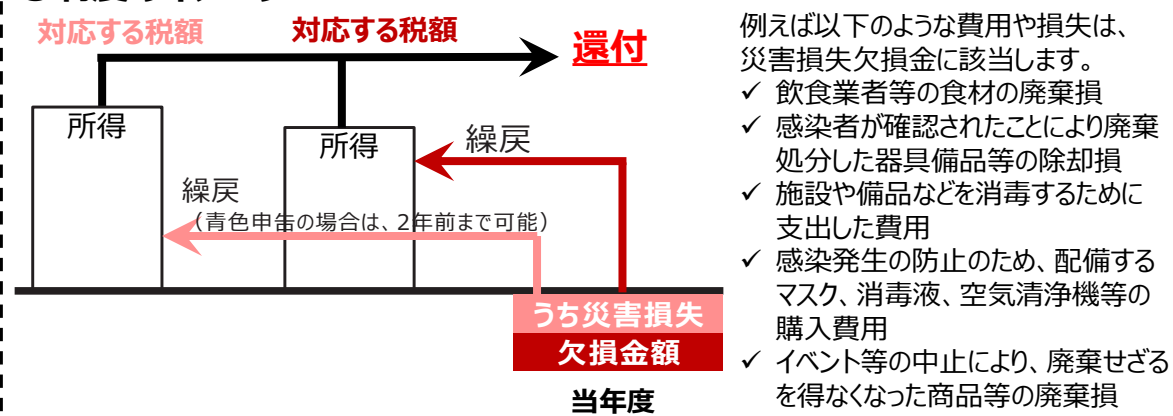 対応する税額
対応する税額
還付
所得
所得
繰戻
繰戻
（青色申告の場合は、2年前まで可能）
うち災害損失
欠損金額
当年度
例えば以下のような費用や損失は、
災害損失欠損金に該当します。
✓ 飲食業者等の食材の廃棄損
✓ 感染者が確認されたことにより廃棄
処分した器具備品等の除却損
✓ 施設や備品などを消毒するために
支出した費用
✓ 感染発生の防止のため、配備する
マスク、消毒液、空気清浄機等の
購入費用
✓ イベント等の中止により、廃棄せざる
を得なくなった商品等の廃棄損